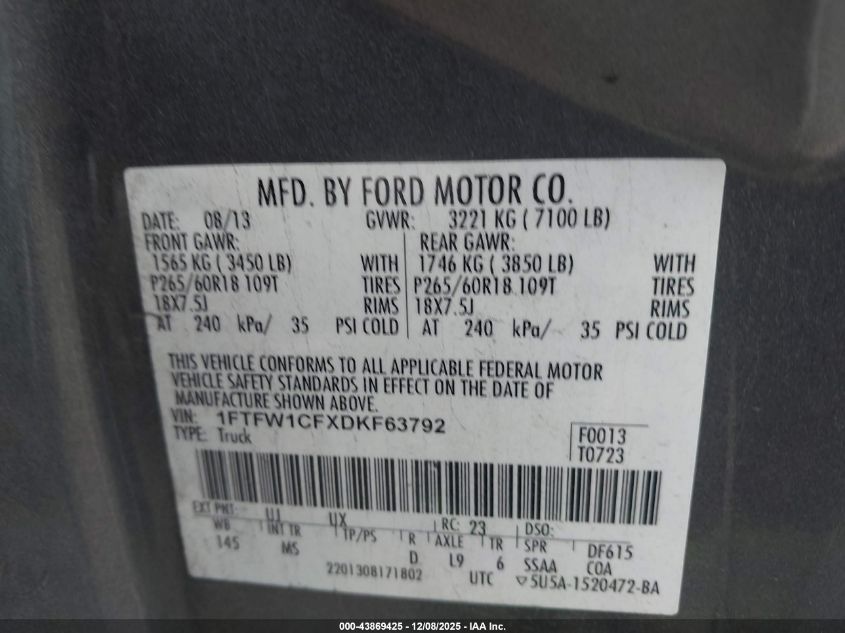 MFD. BY FORD MOTOR CO.
DATE: 08/13 GVWR: 3221 KG ( 7100 LB)
FRONT GAWR: REAR GAWR:
1565 KG ( 3450 LB) WITH 1746 KG ( 3850 LB) WITH
P265/60R18 109T TIRES P265/60R18 109T TIRES
18X7.5J RIMS 18X7.5J RIMS
AT 240 kPa/ 35 PSI COLD AT 240 kPa/ 35 PSI COLD
THIS VEHICLE CONFORMS TO ALL APPLICABLE FEDERAL MOTOR
VEHICLE SAFETY STANDARDS IN EFFECT ON THE DATE OF
MANUFACTURE SHOWN ABOVE.
VIN: 1FTFW1CFXDKF63792 F0013
TYPE: Truck T0723
EXT PNT: UJ UX RC: 23 DSO:
WB INT TR TP/PS R AXLE TR SPR DF615
145 MS D L9 6 SSAA COA
2201308171802 UTC ▽5U5A-1520472-BA
000-43869425 - 12/08/2025 - IAA Inc.